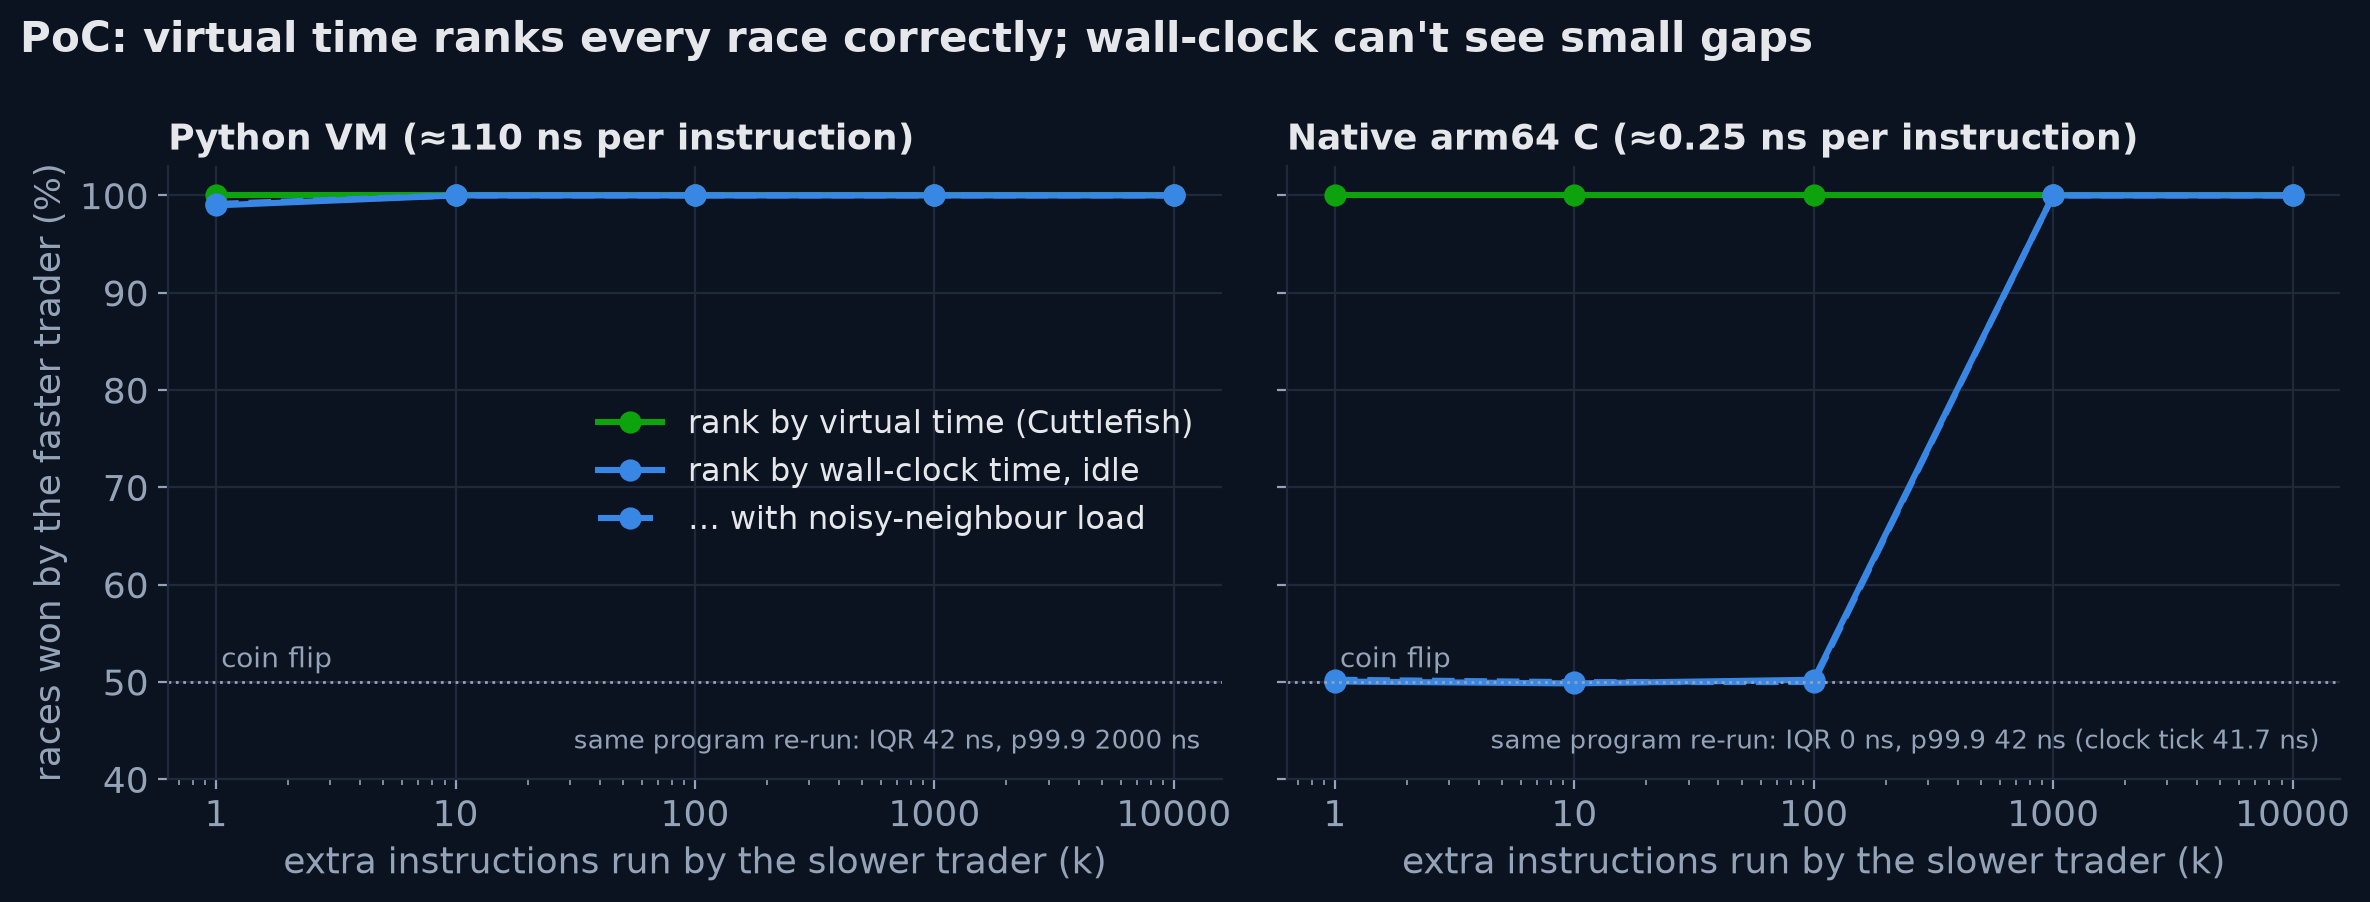 PoC: virtual time ranks every race correctly; wall-clock can't see small gaps
Python VM (≈110 ns per instruction)
races won by the faster trader (%)
100
90
80
70
60
50
40
rank by virtual time (Cuttlefish)
rank by wall-clock time, idle
... with noisy-neighbour load
coin flip
same program re-run: IQR 42 ns, p99.9 2000 ns
1 10 100 1000 10000
extra instructions run by the slower trader (k)
Native arm64 C (≈0.25 ns per instruction)
coin flip
same program re-run: IQR 0 ns, p99.9 42 ns (clock tick 41.7 ns)
1 10 100 1000 10000
extra instructions run by the slower trader (k)